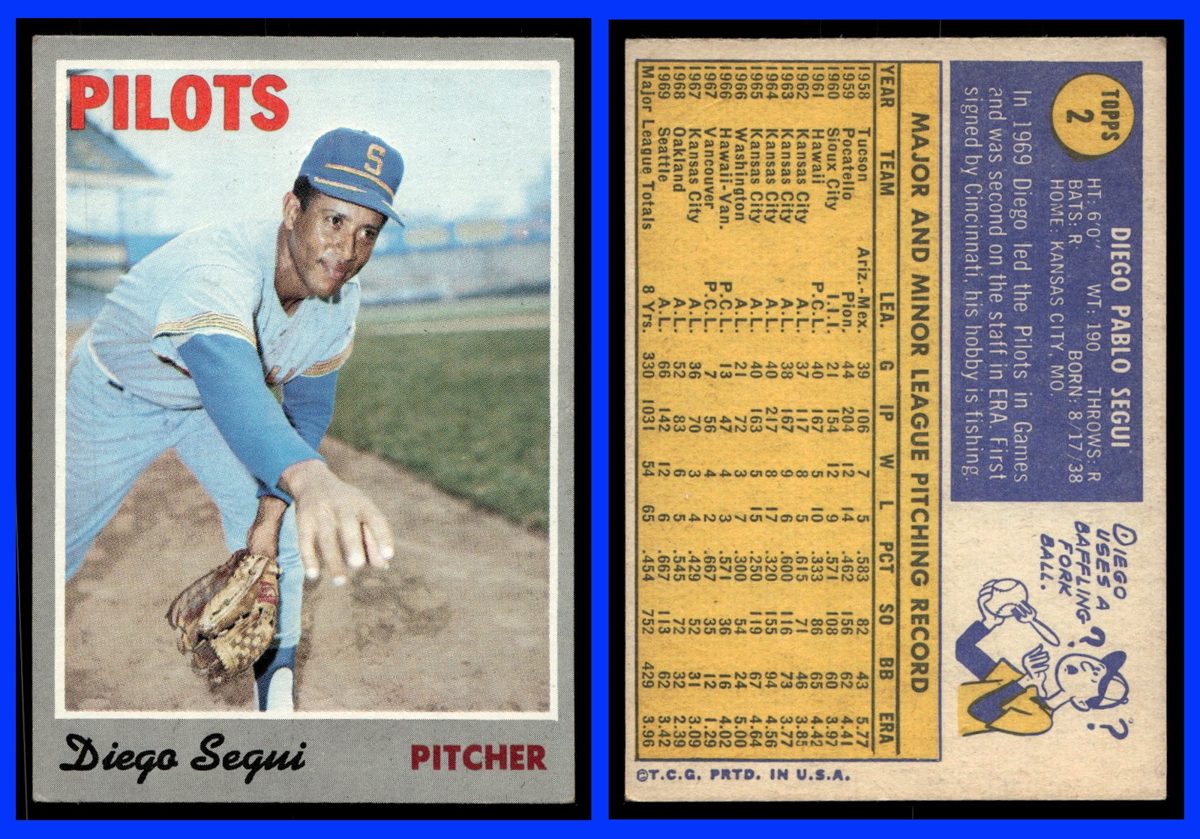 PILOTS
S
Diego Segui
PITCHER
TOPPS
2
DIEGO PABLO SEGUI
HT: 6'0" WT: 190 THROWS: R
BATS: R BORN: 8/17/38
HOME: KANSAS CITY, MO.
In 1969 Diego led the Pilots in Games
and was second on the staff in ERA. First
signed by Cincinnati, his hobby is fishing.
DIEGO
USES A
BAFFLING
FORK
BALL.
? ?
MAJOR AND MINOR LEAGUE PITCHING RECORD
YEAR TEAM LEA. G IP W L PCT SO BB ERA
1958 Tucson Ariz.-Mex. 39 106 7 5 .583 82 43 5.77
1959 Pocatello Pion. 44 204 12 14 .462 156 62 4.41
1960 Sioux City I.I.I. 21 154 12 9 .571 108 60 3.97
1961 Hawaii P.C.L. 40 167 5 10 .333 86 65 4.42
1962 Kansas City A.L. 37 117 8 5 .615 71 46 3.85
1963 Kansas City A.L. 38 167 9 6 .600 116 73 3.77
1964 Kansas City A.L. 40 217 8 17 .320 155 94 4.56
1965 Kansas City A.L. 40 163 5 15 .250 119 67 4.64
1966 Washington A.L. 21 72 3 7 .300 54 24 5.00
1966 Hawaii-Van. P.C.L. 13 47 4 3 .571 36 16 4.02
1967 Vancouver P.C.L. 7 56 4 2 .667 35 12 1.29
1967 Kansas City A.L. 36 70 3 4 .429 52 31 3.09
1968 Oakland A.L. 52 83 6 5 .545 72 32 2.39
1969 Seattle A.L. 66 142 12 6 .667 113 62 3.42
Major League Totals 8 Yrs. 330 1031 54 65 .454 752 429 3.96
©T.C.G. PRTD. IN U.S.A.